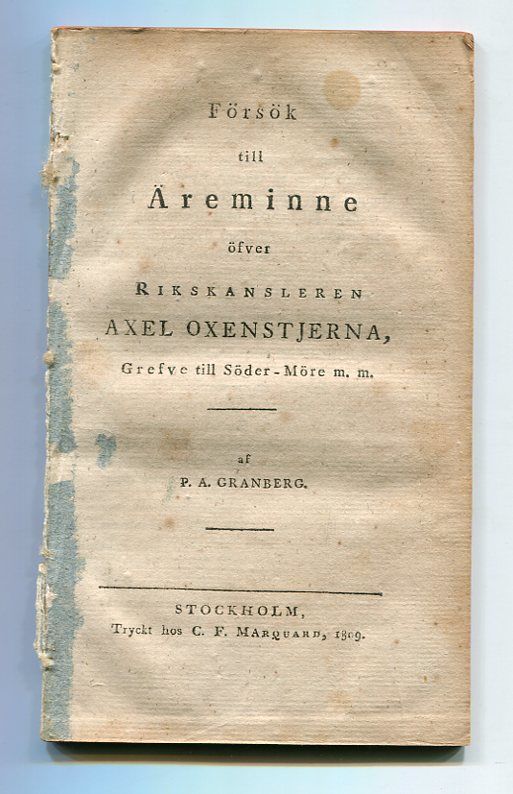 Försök
till
Äreminne
öfver
RIKSKANSLEREN
AXEL OXENSTJERNA,
Grefve till Söder-Möre m. m.
af
P. A. GRANBERG.
STOCKHOLM,
Tryckt hos C. F. MARQUARD, 1809.